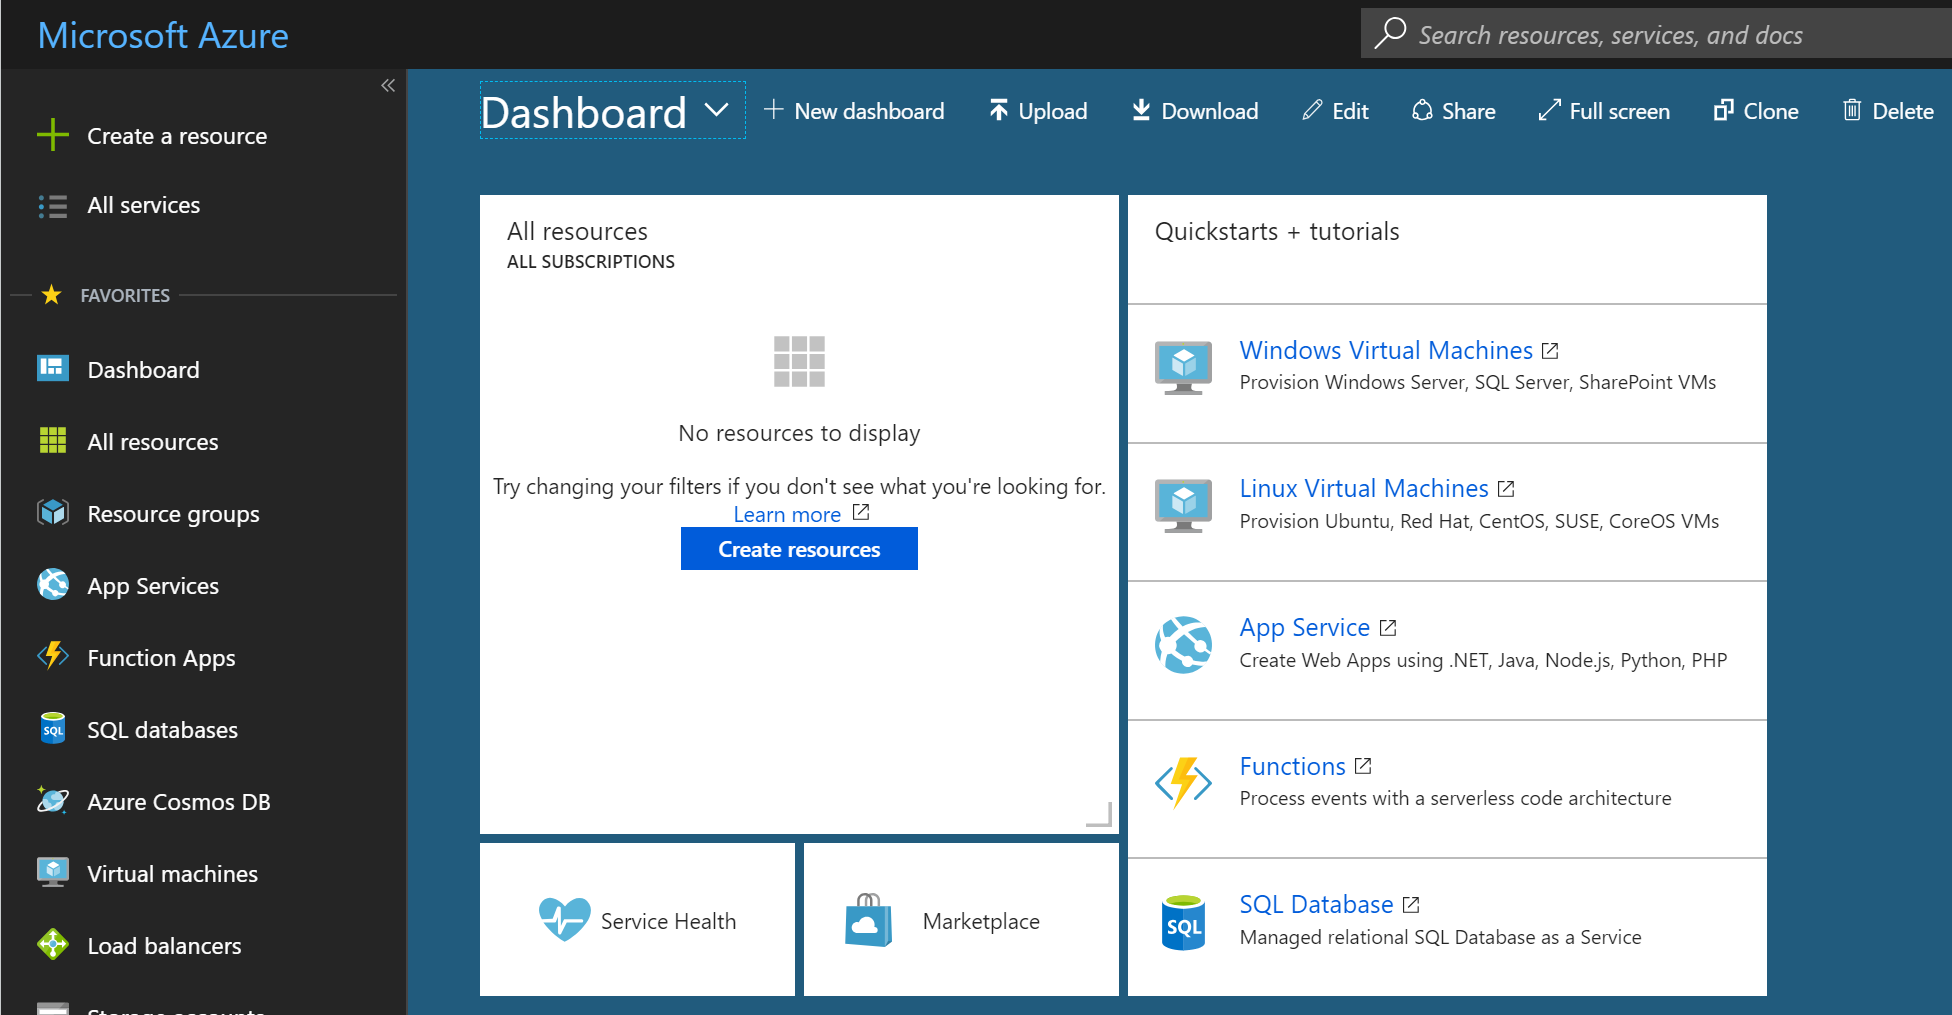 Microsoft Azure
Search resources, services, and docs
Create a resource
All services
FAVORITES
Dashboard
All resources
Resource groups
App Services
Function Apps
SQL databases
SQL
Azure Cosmos DB
Virtual machines
Load balancers
Storage accounts
Dashboard
New dashboard
Upload
Download
Edit
Share
Full screen
Clone
Delete
All resources
ALL SUBSCRIPTIONS
No resources to display
Try changing your filters if you don't see what you're looking for.
Learn more
Create resources
Service Health
Marketplace
Quickstarts + tutorials
Windows Virtual Machines
Provision Windows Server, SQL Server, SharePoint VMs
Linux Virtual Machines
Provision Ubuntu, Red Hat, CentOS, SUSE, CoreOS VMs
App Service
Create Web Apps using .NET, Java, Node.js, Python, PHP
Functions
Process events with a serverless code architecture
SQL
SQL Database
Managed relational SQL Database as a Service